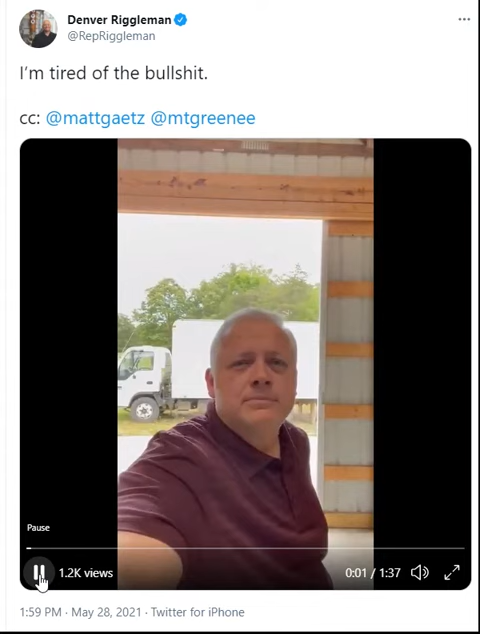 Denver Riggleman
@RepRiggleman
I'm tired of the bullshit.
cc: @mattgaetz @mtgreenee
Pause
1.2K views
0:01 / 1:37
1:59 PM · May 28, 2021 · Twitter for iPhone